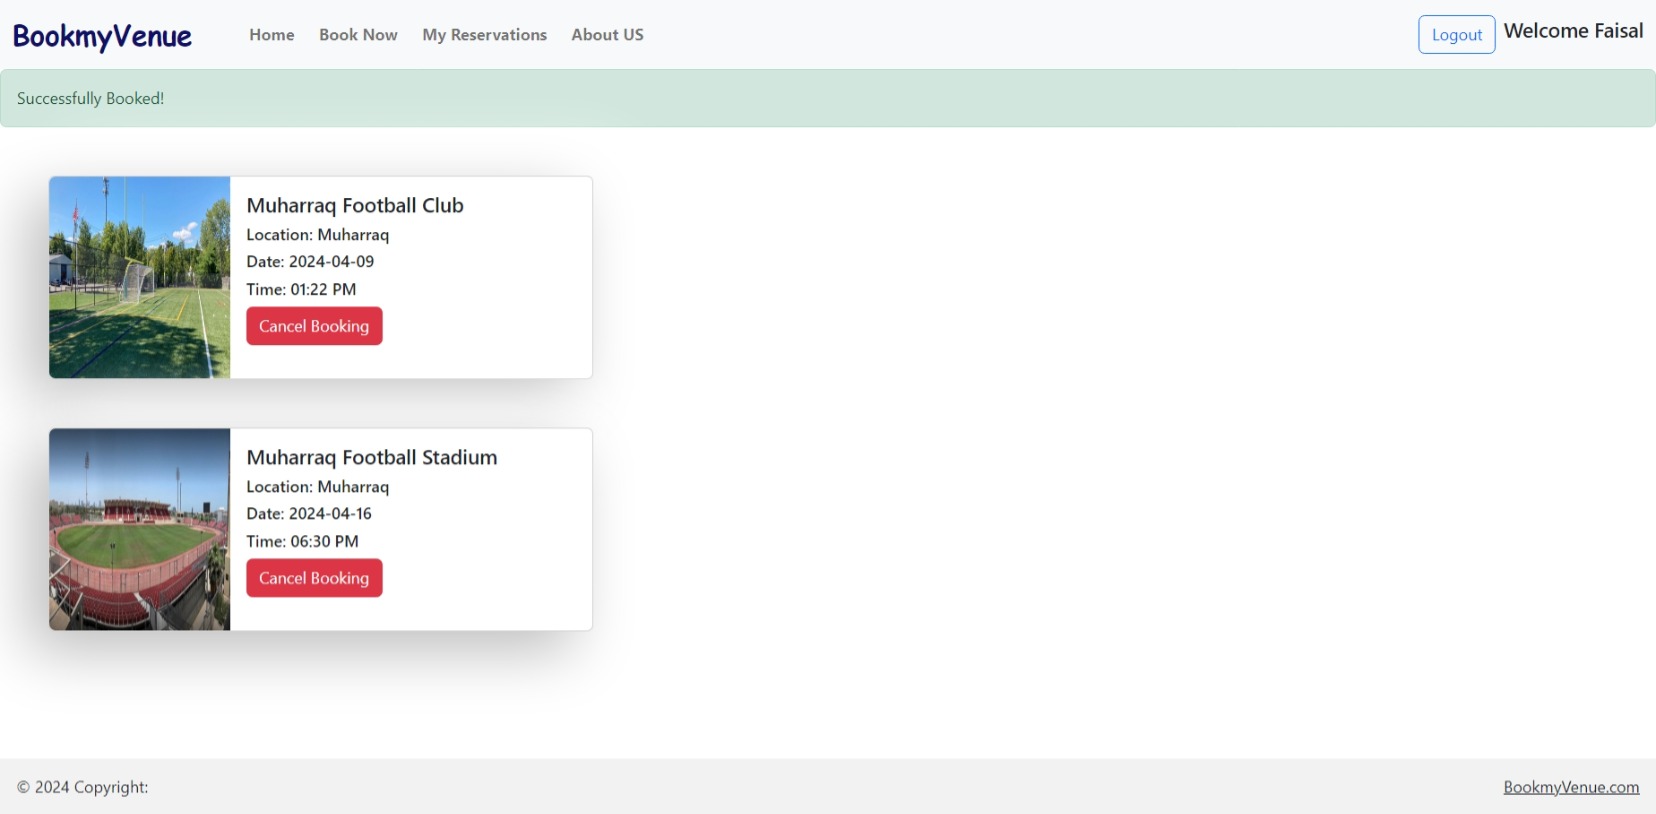 BookmyVenue
Home Book Now My Reservations About US
Logout Welcome Faisal
Successfully Booked!
Muharraq Football Club
Location: Muharraq
Date: 2024-04-09
Time: 01:22 PM
Cancel Booking
Muharraq Football Stadium
Location: Muharraq
Date: 2024-04-16
Time: 06:30 PM
Cancel Booking
© 2024 Copyright:
BookmyVenue.com